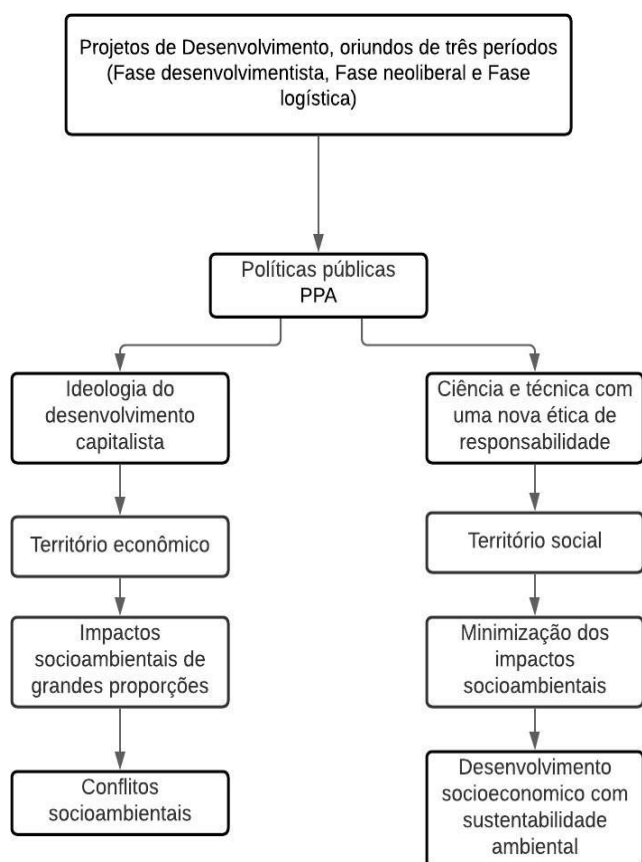 Projetos de Desenvolvimento, oriundos de três períodos
(Fase desenvolvimentista, Fase neoliberal e Fase
logística)
Políticas públicas
PPA
Ideologia do
desenvolvimento
capitalista
Território econômico
Impactos
socioambientais de
grandes proporções
Conflitos
socioambientais
Ciência e técnica com
uma nova ética de
responsabilidade
Território social
Minimização dos
impactos
socioambientais
Desenvolvimento
socioeconomico com
sustentabilidade
ambiental